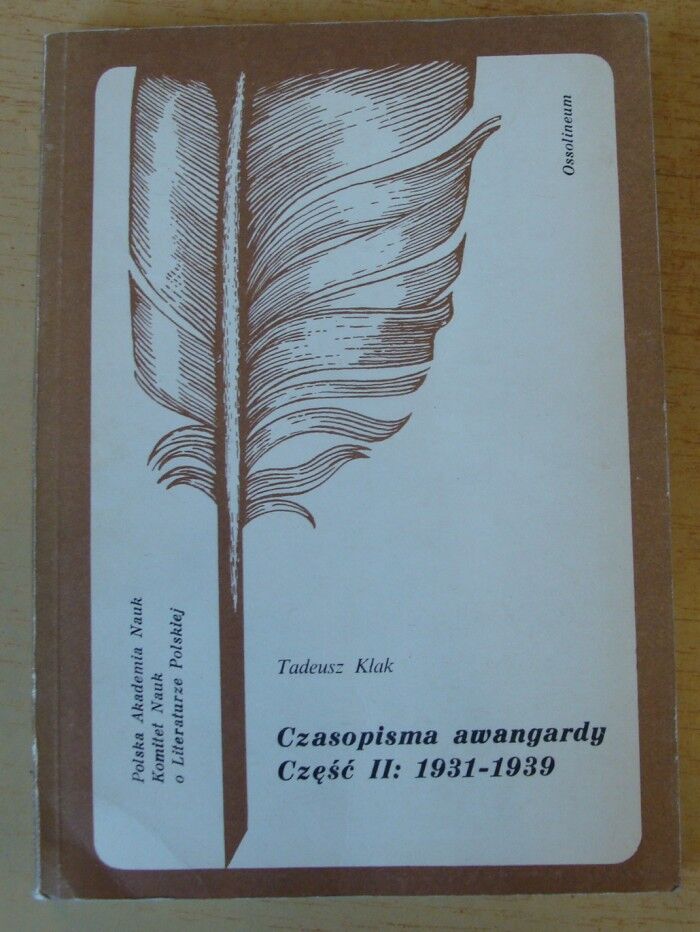 Ossolineum
Polska Akademia Nauk
Komitet Nauk
o Literaturze Polskiej
Tadeusz Kłak
Czasopisma awangardy
Część II: 1931-1939